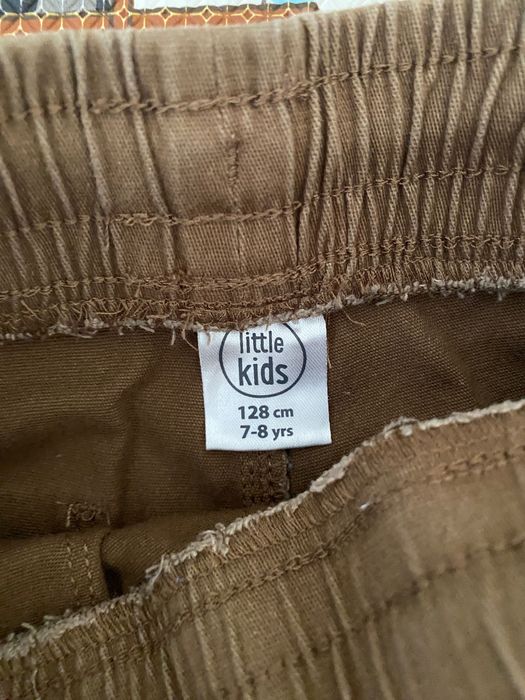 little
kids
128 cm
7-8 yrs